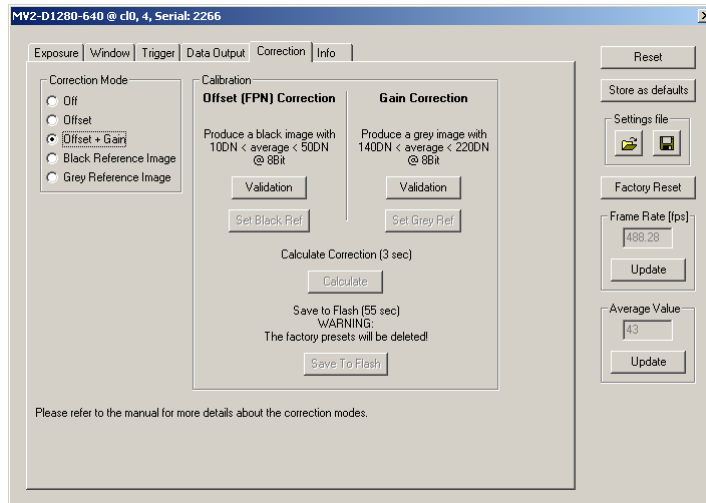 MV2-D1280-640 @ cl0, 4, Serial: 2266
Exposure
Window
Trigger
Data Output
Correction
Info
Correction Mode
Off
Offset
Offset + Gain
Black Reference Image
Grey Reference Image
Calibration
Offset (FPN) Correction
Produce a black image with
10DN < average < 50DN
@ 8Bit
Validation
Set Black Ref
Gain Correction
Produce a grey image with
140DN < average < 220DN
@ 8Bit
Validation
Set Grey Ref
Calculate Correction (3 sec)
Calculate
Save to Flash (55 sec)
WARNING:
The factory presets will be deleted!
Save To Flash
Please refer to the manual for more details about the correction modes.
Reset
Store as defaults
Settings file
Factory Reset
Frame Rate [fps]
488.28
Update
Average Value
43
Update